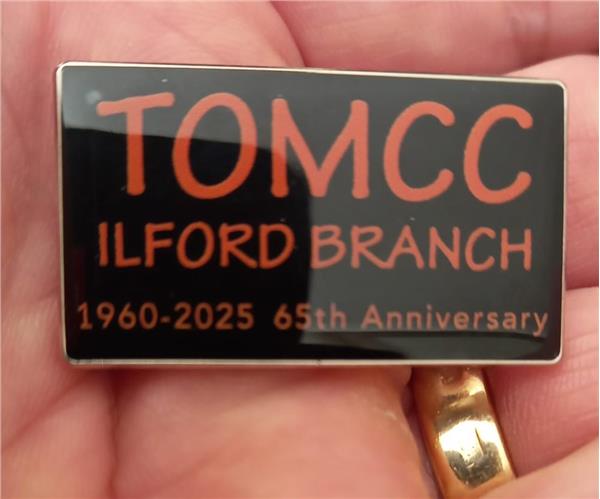 TOMCC
ILFORD BRANCH
1960-2025 65th Anniversary